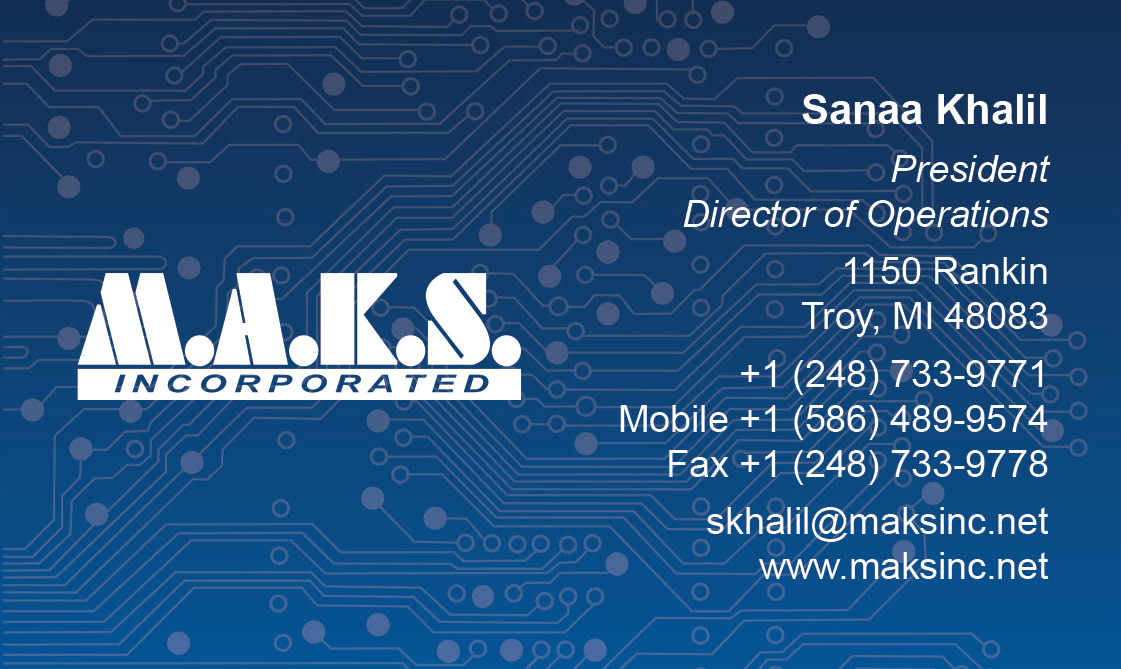 M.A.K.S.
INCORPORATED
Sanaa Khalil
President
Director of Operations
1150 Rankin
Troy, MI 48083
+1 (248) 733-9771
Mobile +1 (586) 489-9574
Fax +1 (248) 733-9778
skhalil@maksinc.net
www.maksinc.net